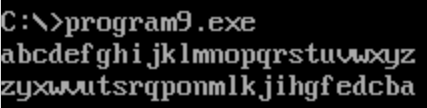 C:\>program9.exe
abcdefghijklmnopqrstuvwxyz
zyxwvutsrqponmlkjihgfedcba